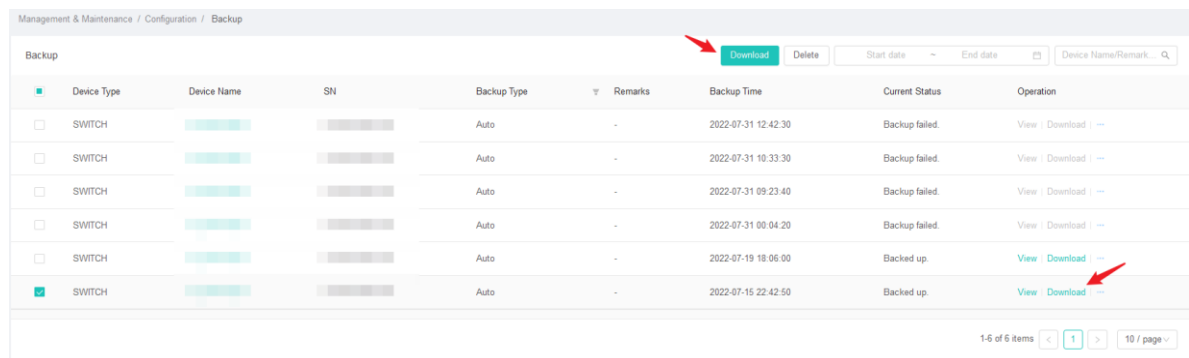 Management & Maintenance / Configuration / Backup
Backup Download Delete Start date ~ End date Device Name/Remark...
Device Type Device Name SN Backup Type Remarks Backup Time Current Status Operation
SWITCH Auto - 2022-07-31 12:42:30 Backup failed. View | Download | ···
SWITCH Auto - 2022-07-31 10:33:30 Backup failed. View | Download | ···
SWITCH Auto - 2022-07-31 09:23:40 Backup failed. View | Download | ···
SWITCH Auto - 2022-07-31 00:04:20 Backup failed. View | Download | ···
SWITCH Auto - 2022-07-19 18:06:00 Backed up. View | Download | ···
SWITCH Auto - 2022-07-15 22:42:50 Backed up. View | Download | ···
1-6 of 6 items < 1 > 10 / page